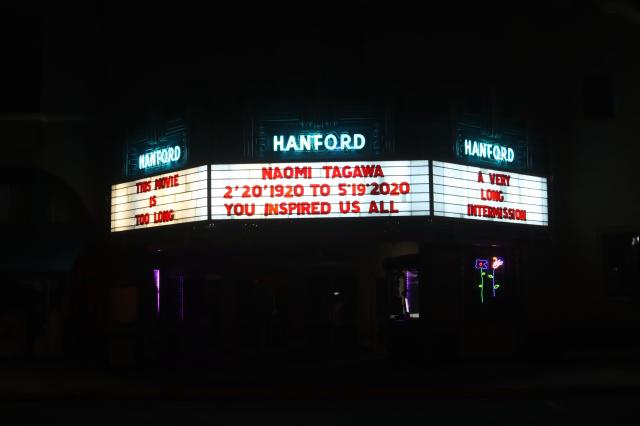 HANFORD
THIS MOVIE
IS
TOO LONG
HANFORD
NAOMI TAGAWA
2'20'1920 TO 5'19'2020
YOU INSPIRED US ALL
HANFORD
A VERY
LONG
INTERMISSION